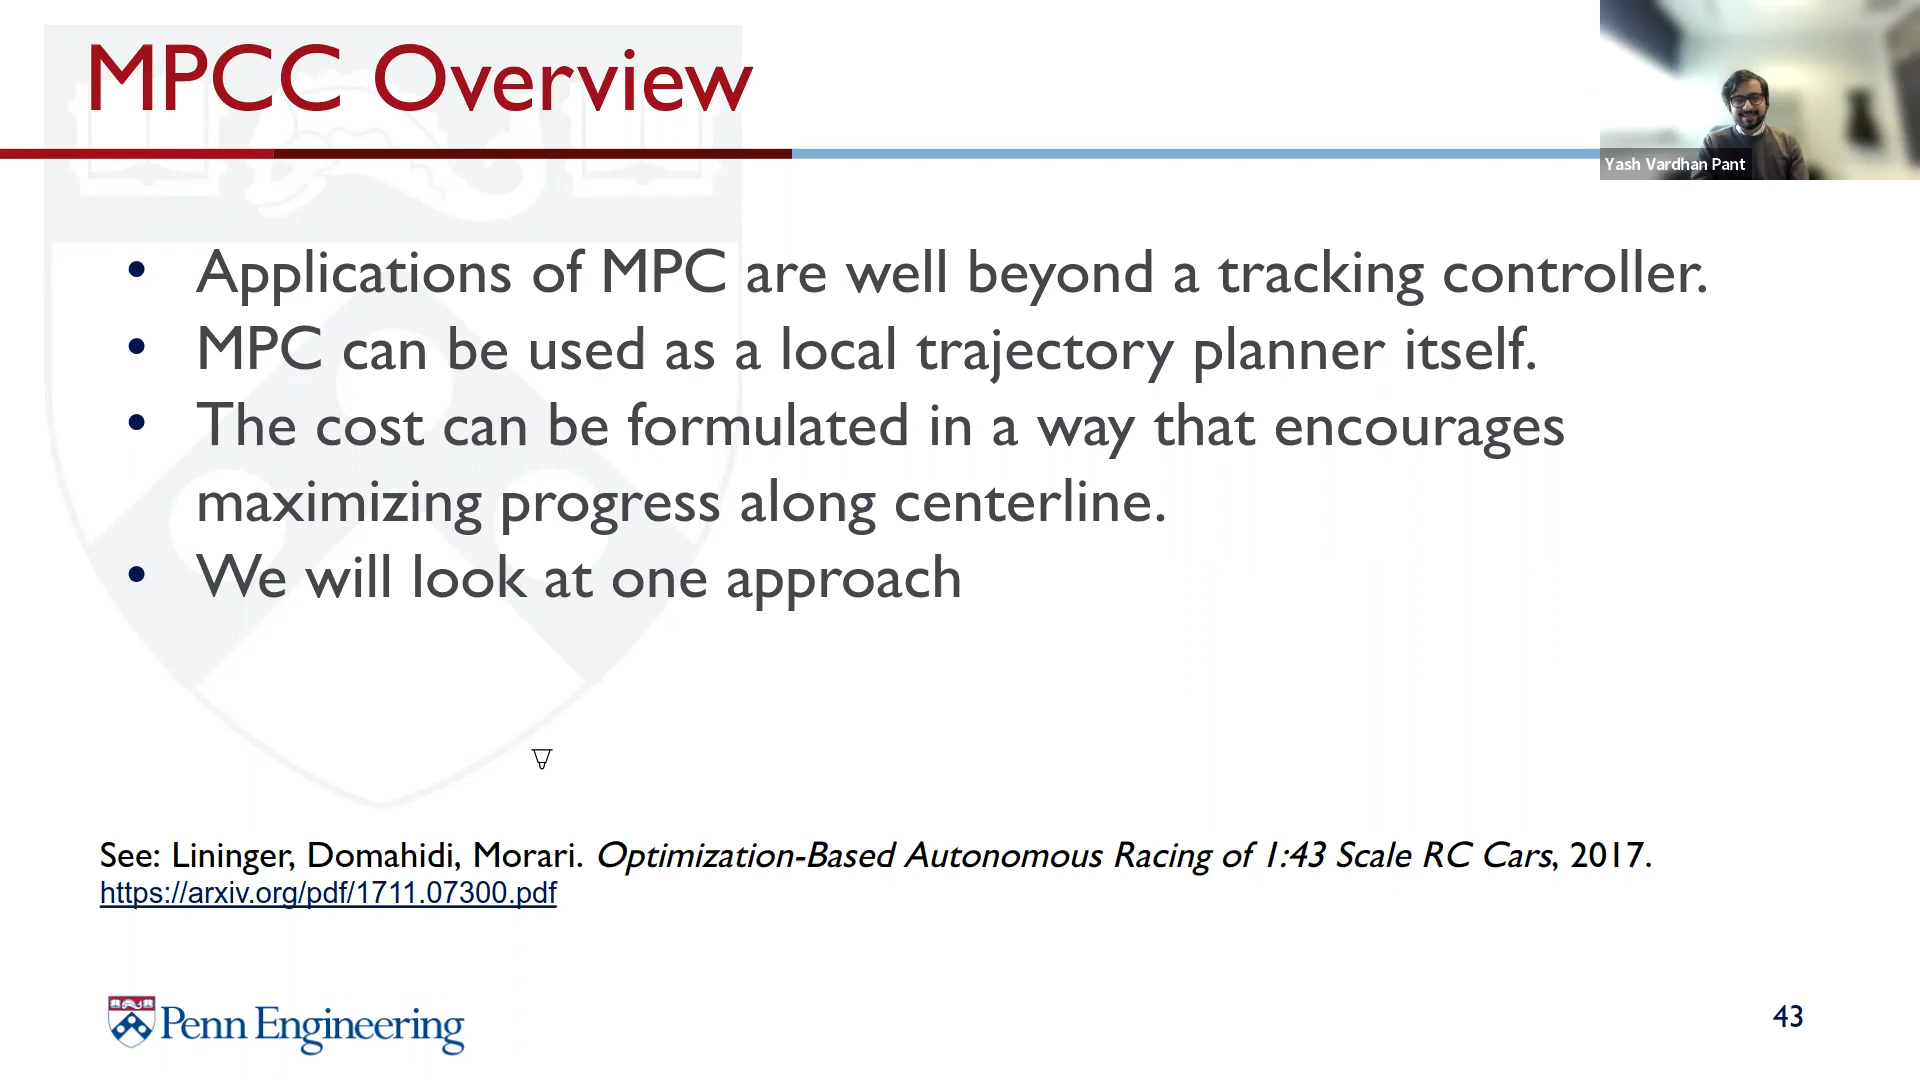 MPCC Overview
Yash Vardhan Pant
• Applications of MPC are well beyond a tracking controller.
• MPC can be used as a local trajectory planner itself.
• The cost can be formulated in a way that encourages
maximizing progress along centerline.
• We will look at one approach
See: Lininger, Domahidi, Morari. Optimization-Based Autonomous Racing of 1:43 Scale RC Cars, 2017.
https://arxiv.org/pdf/1711.07300.pdf
Penn Engineering
43